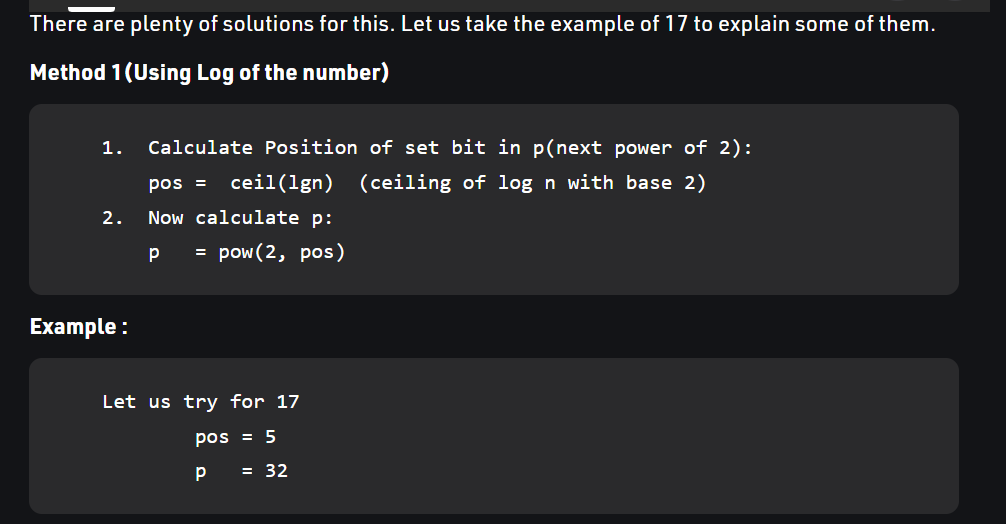 There are plenty of solutions for this. Let us take the example of 17 to explain some of them.
Method 1(Using Log of the number)
1. Calculate Position of set bit in p(next power of 2):
pos = ceil(lgn) (ceiling of log n with base 2)
2. Now calculate p:
p = pow(2, pos)
Example :
Let us try for 17
pos = 5
p = 32